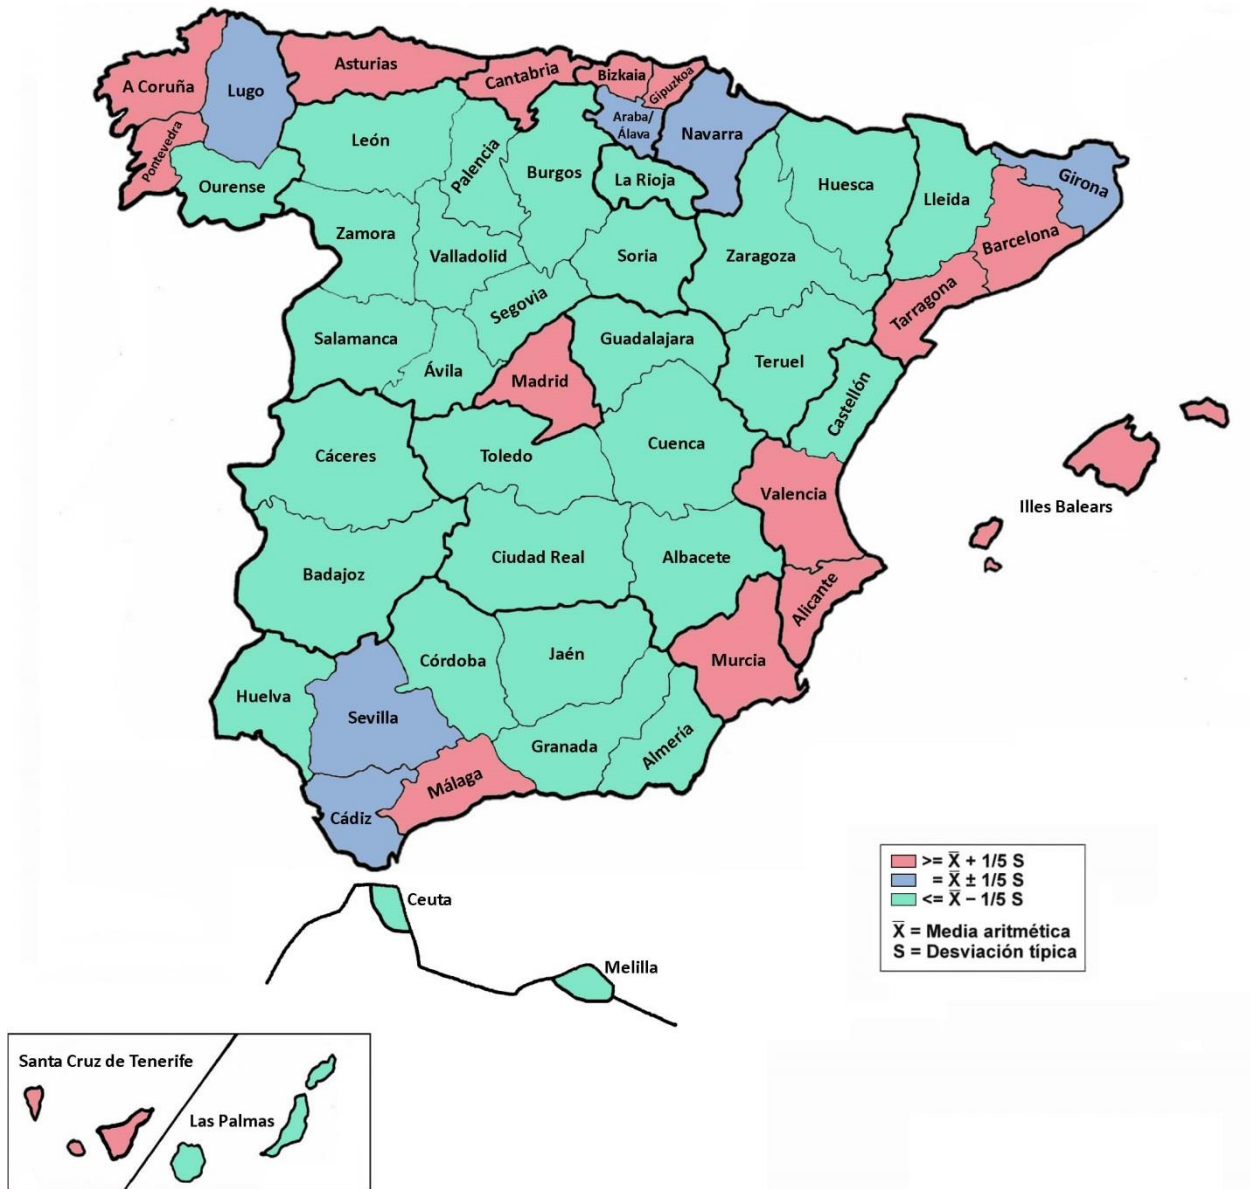 A Coruña
Lugo
Asturias
Cantabria
Bizkaia
Gipuzkoa
Araba/
Álava
Navarra
Pontevedra
Ourense
León
Palencia
Burgos
La Rioja
Huesca
Lleida
Girona
Barcelona
Zamora
Valladolid
Soria
Zaragoza
Tarragona
Segovia
Salamanca
Ávila
Madrid
Guadalajara
Teruel
Castellón
Cáceres
Toledo
Cuenca
Valencia
Illes Balears
Badajoz
Ciudad Real
Albacete
Alicante
Huelva
Sevilla
Córdoba
Jaén
Murcia
Granada
Almería
Málaga
Cádiz
Ceuta
Melilla
>= X̅ + 1/5 S
= X̅ ± 1/5 S
<= X̅ − 1/5 S
X̅ = Media aritmética
S = Desviación típica
Santa Cruz de Tenerife
Las Palmas